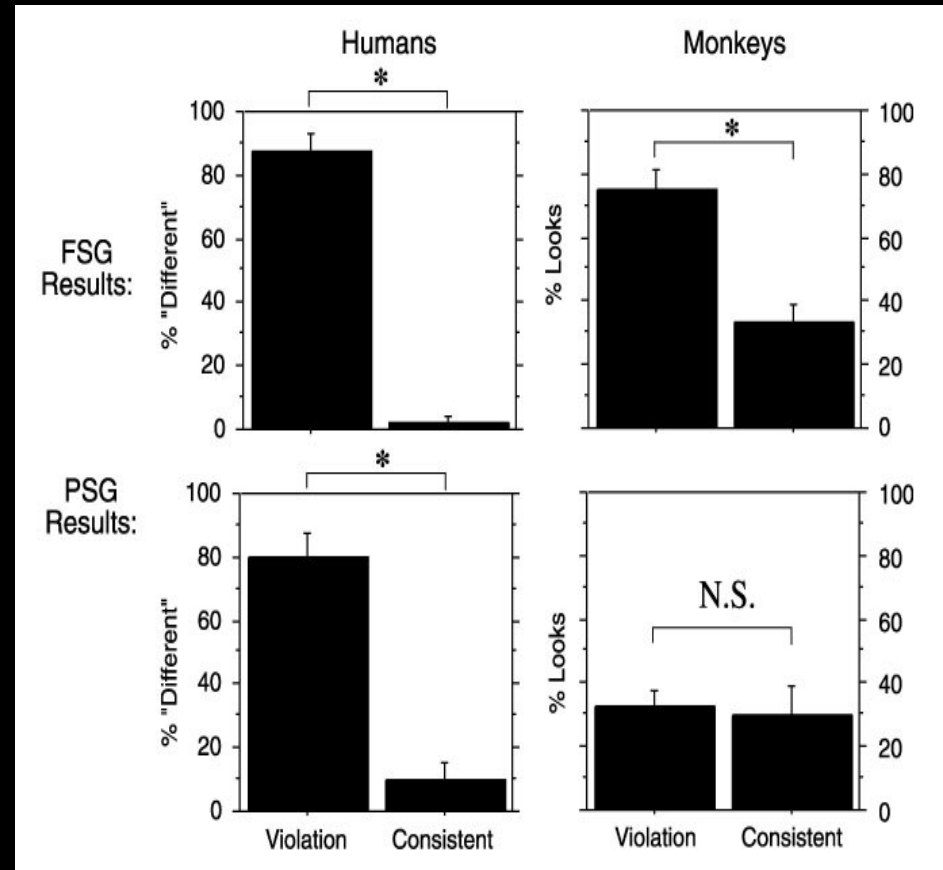 Humans
Monkeys
*
*
FSG
Results:
% "Different"
100
80
60
40
20
0
% Looks
100
80
60
40
20
0
PSG
Results:
*
N.S.
% "Different"
100
80
60
40
20
0
% Looks
100
80
60
40
20
0
Violation Consistent
Violation Consistent